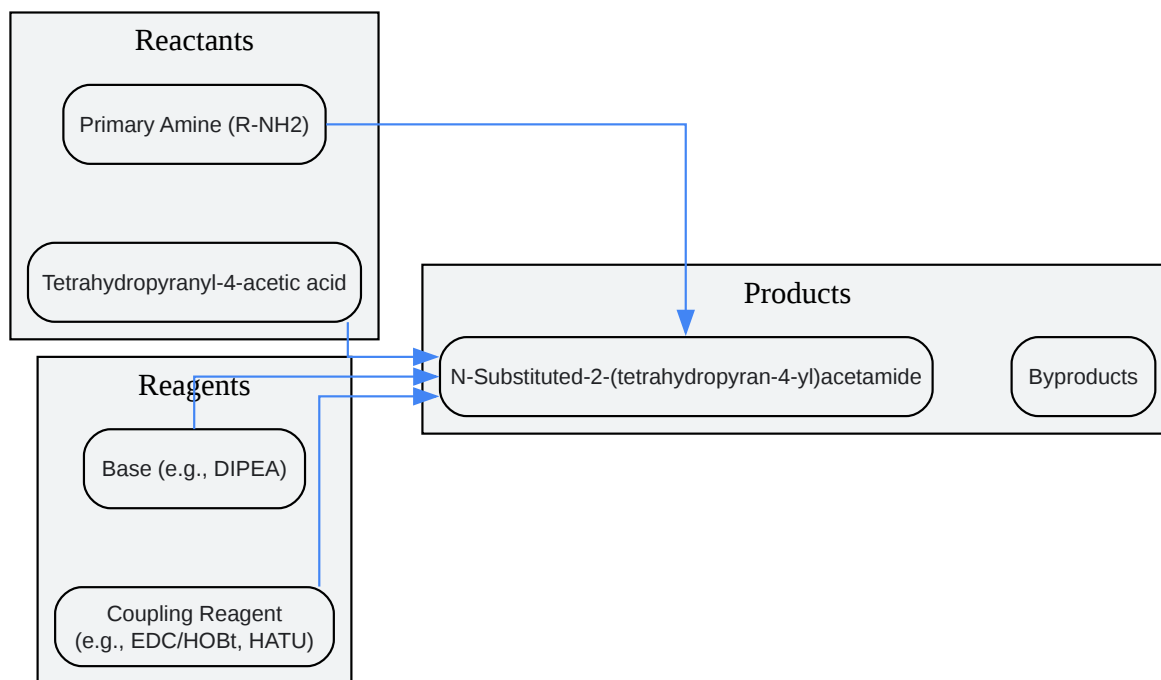 Reactants
Primary Amine (R-NH2)
Tetrahydropyranyl-4-acetic acid
Reagents
Base (e.g., DIPEA)
Coupling Reagent
(e.g., EDC/HOBt, HATU)
Products
N-Substituted-2-(tetrahydropyran-4-yl)acetamide
Byproducts